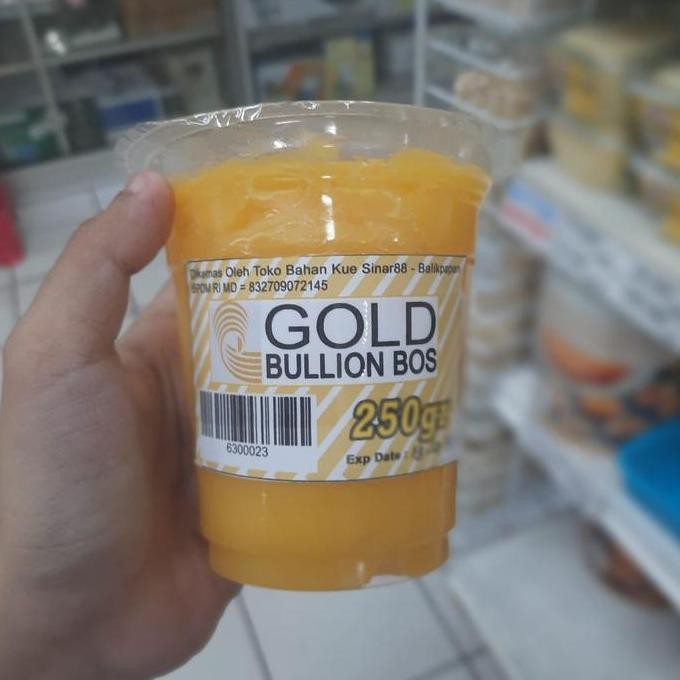 Dikemas Oleh Toko Bahan Kue Sinar88 - Balikpapan
BPOM RI MD = 832709072145
GOLD
BULLION BOS
250gr
6300023
Exp Date :